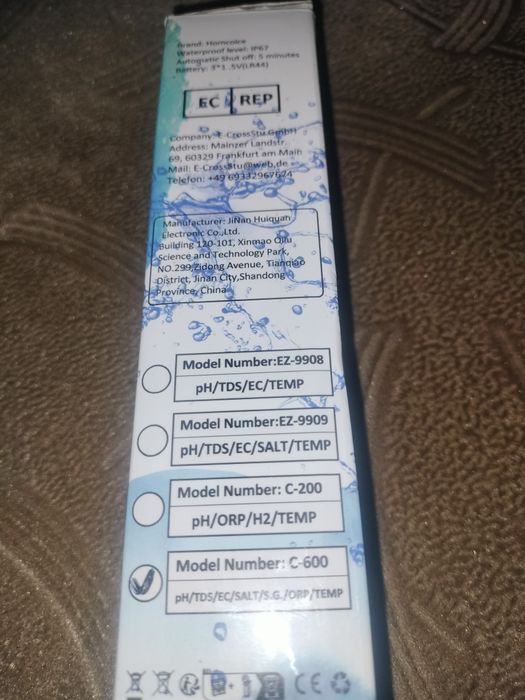 Brand: Horncolce
Waterproof level: IP67
Automatic Shut off: 5 minutes
Battery: 3*1.5V(LR44)
EC REP
Company: E-CrossStu GmbH
Address: Mainzer Landstr.
69, 60329 Frankfurt am Main
Mail: E-CrossStu@web.de
Telefon: +49 69332967674
Manufacturer: JiNan Huiquan
Electronic Co.,Ltd.
Building 120-101, Xinmao Qilu
Science and Technology Park,
NO.299,Zidong Avenue, Tianqiao
District, Jinan City,Shandong
Province, China
Model Number:EZ-9908
pH/TDS/EC/TEMP
Model Number:EZ-9909
pH/TDS/EC/SALT/TEMP
Model Number: C-200
pH/ORP/H2/TEMP
Model Number: C-600
pH/TDS/EC/SALT/S.G./ORP/TEMP
CE